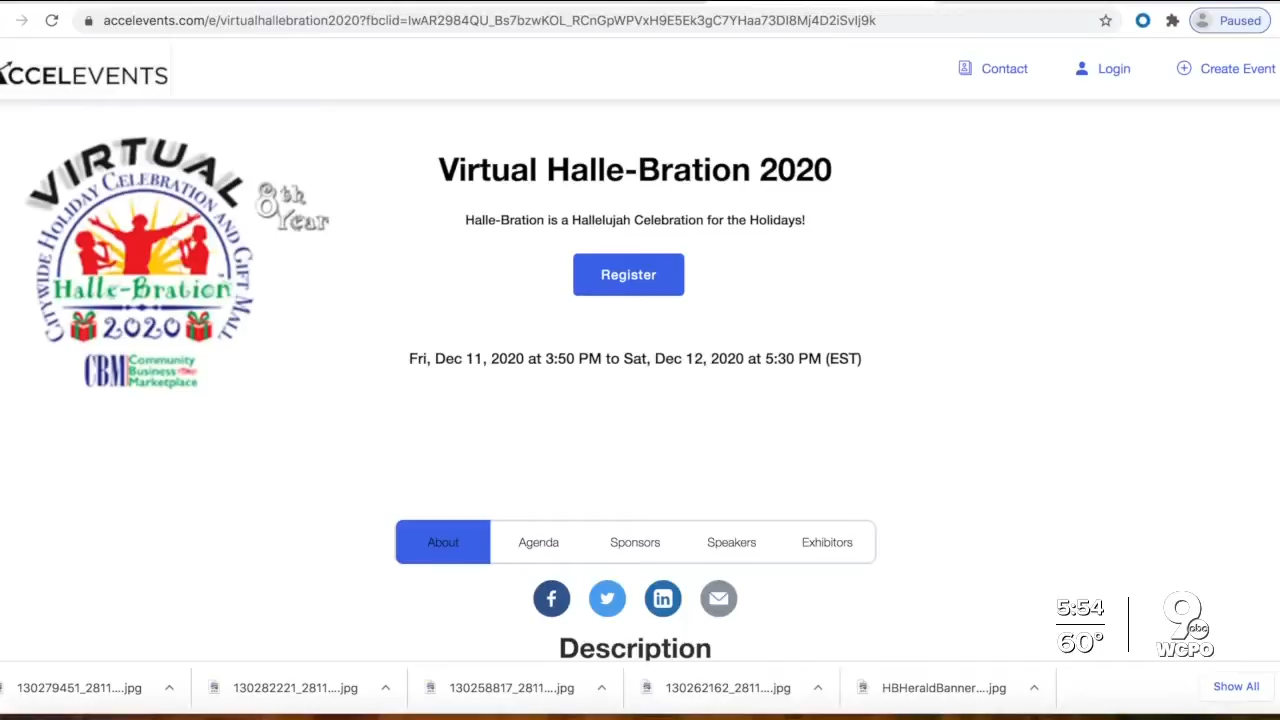 accelevents.com/e/virtualhallebration2020?fbclid=IwAR2984QU_Bs7bzwKOL_RCnGpWPVxH9E5Ek3gC7YHaa73DI8Mj4D2iSvIj9k
Paused
ACCELEVENTS
Contact
Login
Create Event
VIRTUAL
CITYWIDE HOLIDAY CELEBRATION AND GIFT MALL
8th Year
Halle-Bration
2020
CBM Community Business Marketplace
Virtual Halle-Bration 2020
Halle-Bration is a Hallelujah Celebration for the Holidays!
Register
Fri, Dec 11, 2020 at 3:50 PM to Sat, Dec 12, 2020 at 5:30 PM (EST)
About
Agenda
Sponsors
Speakers
Exhibitors
Description
5:54
60°
9
abc
WCPO
130279451_2811....jpg
130282221_2811....jpg
130258817_2811....jpg
130262162_2811....jpg
HBHeraldBanner....jpg
Show All